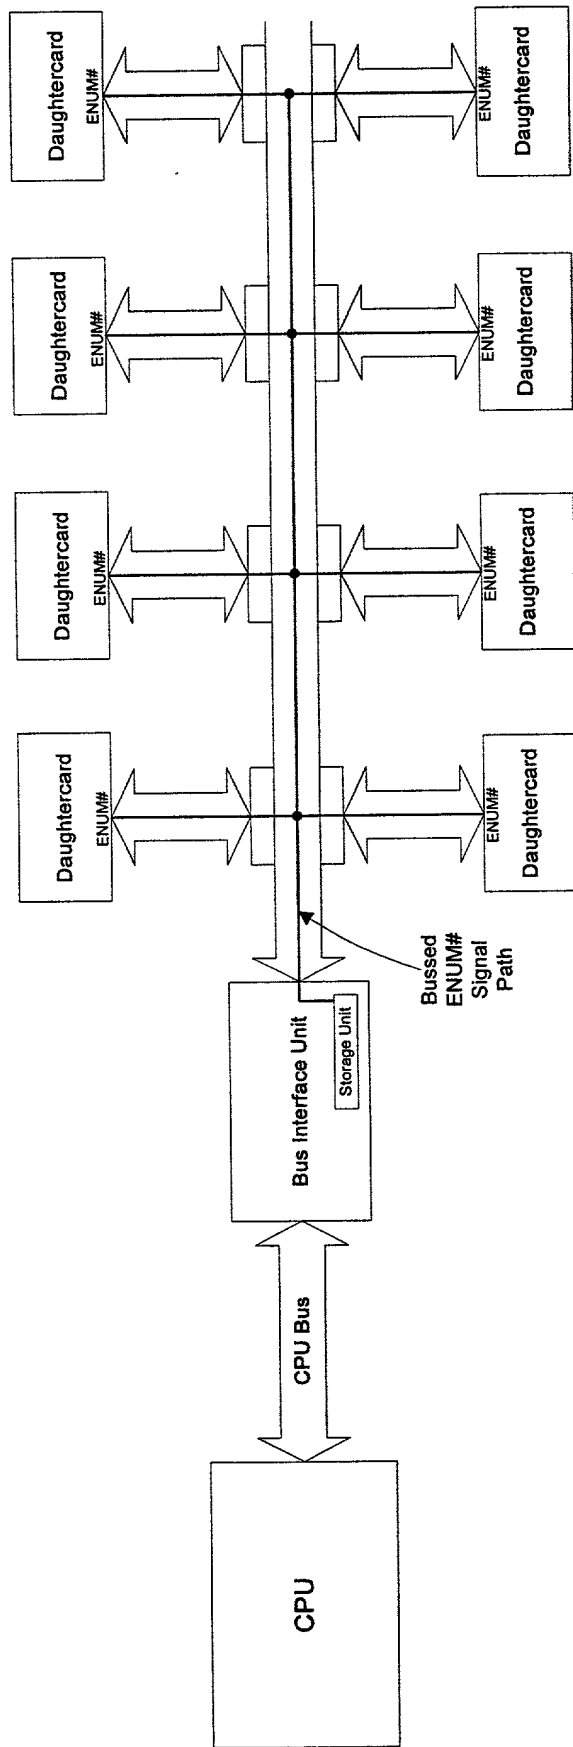 CPU
CPU Bus
Bus Interface Unit
Storage Unit
Bussed
ENUM#
Signal
Path
Daughtercard
ENUM#
Daughtercard
ENUM#
Daughtercard
ENUM#
Daughtercard
ENUM#
ENUM#
Daughtercard
ENUM#
Daughtercard
ENUM#
Daughtercard
ENUM#
Daughtercard